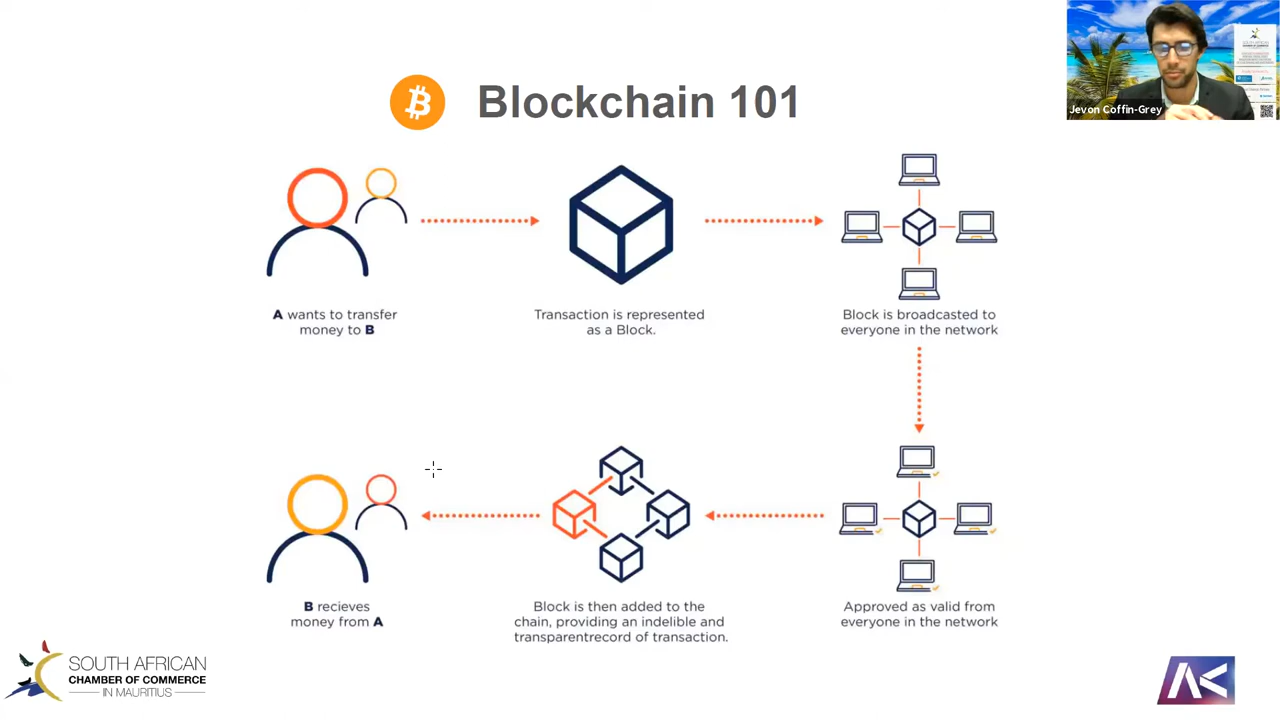 Blockchain 101
Jevon Coffin-Grey
A wants to transfer
money to B
Transaction is represented
as a Block.
Block is broadcasted to
everyone in the network
B recieves
money from A
Block is then added to the
chain, providing an indelible and
transparentrecord of transaction.
Approved as valid from
everyone in the network
SOUTH AFRICAN
CHAMBER OF COMMERCE
IN MAURITIUS